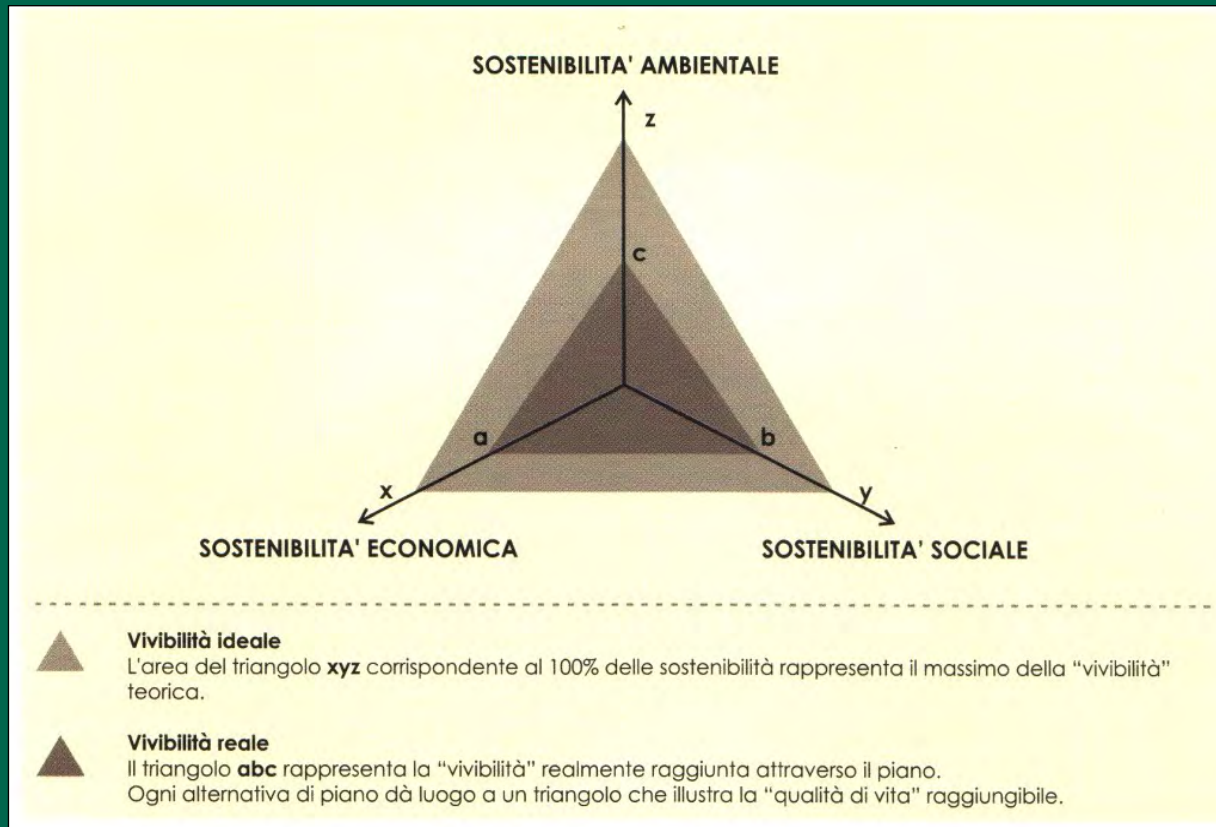 SOSTENIBILITA' AMBIENTALE
z
c
a
b
x
y
SOSTENIBILITA' ECONOMICA
SOSTENIBILITA' SOCIALE
Vivibilità ideale
L'area del triangolo xyz corrispondente al 100% delle sostenibilità rappresenta il massimo della “vivibilità”
teorica.
Vivibilità reale
Il triangolo abc rappresenta la “vivibilità” realmente raggiunta attraverso il piano.
Ogni alternativa di piano dà luogo a un triangolo che illustra la “qualità di vita” raggiungibile.